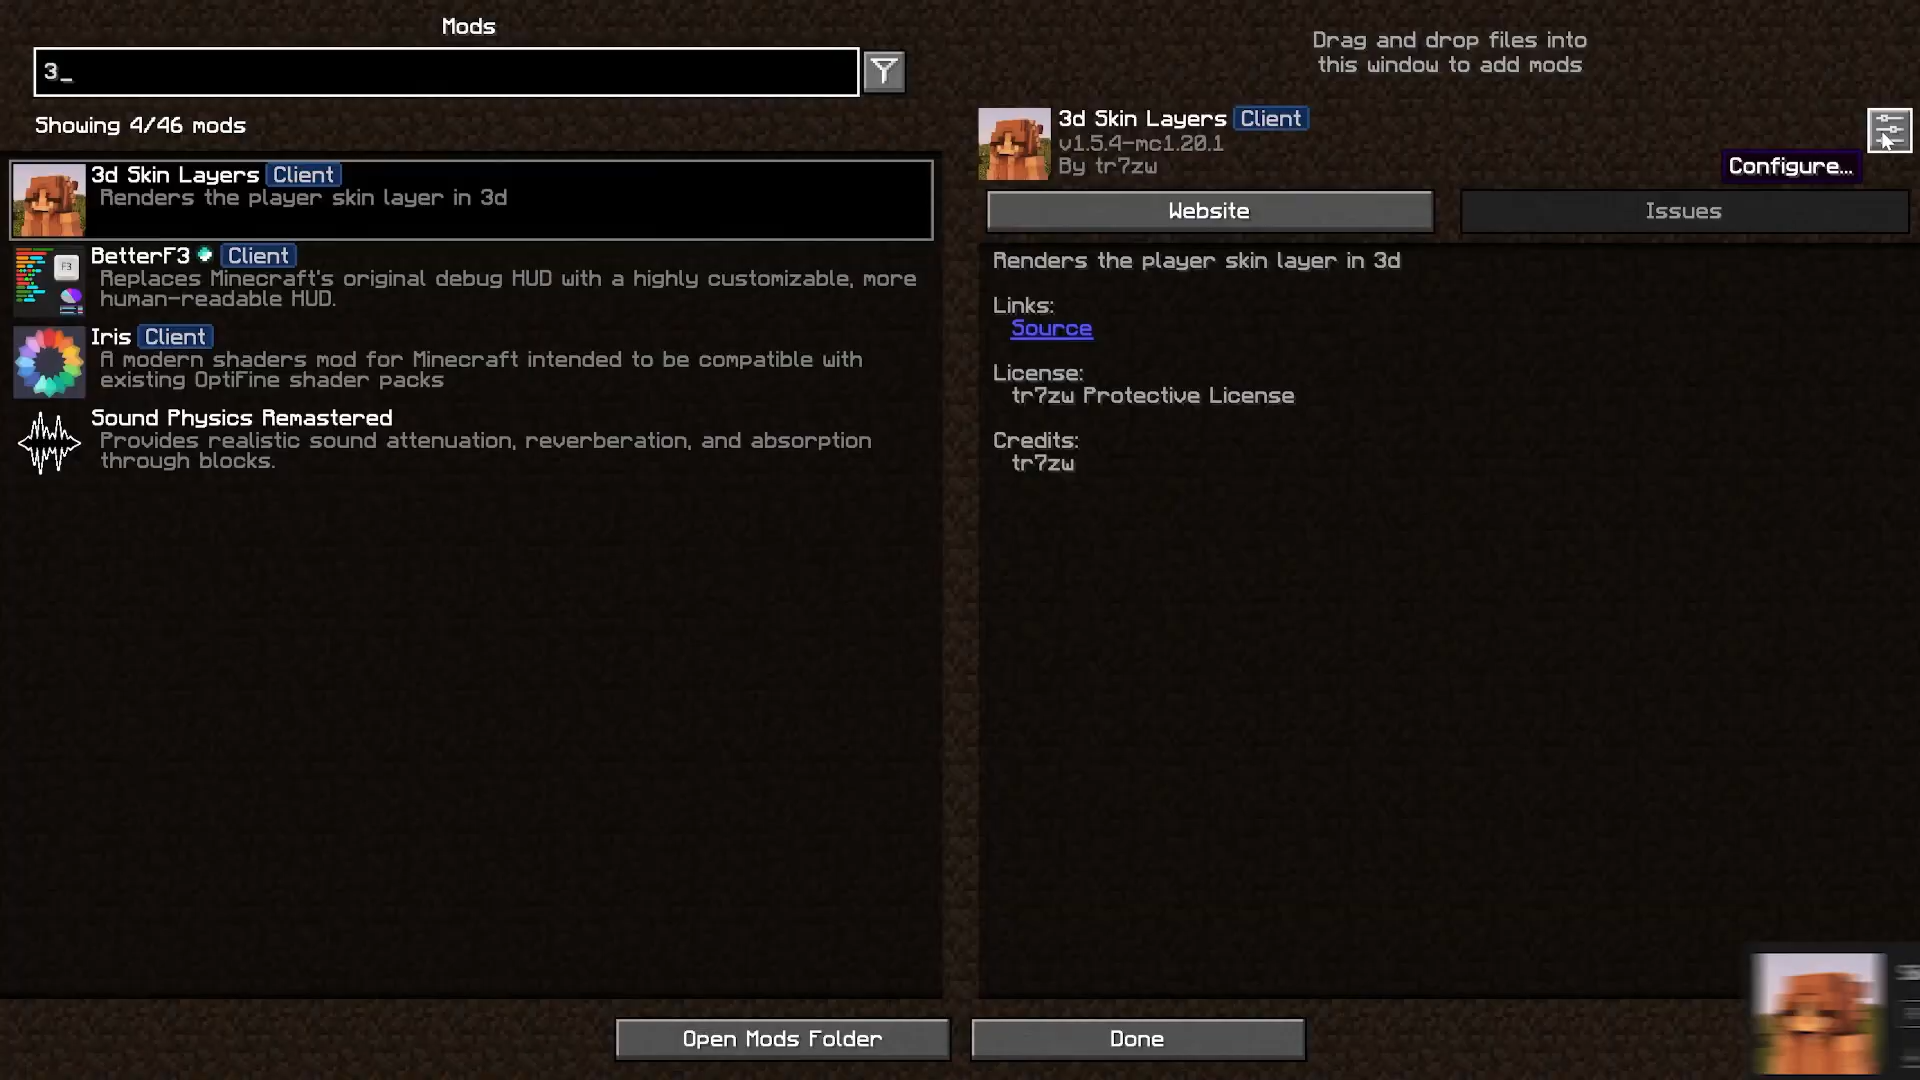 Mods
3_
Showing 4/46 mods
3d Skin Layers Client
Renders the player skin layer in 3d
BetterF3 Client
Replaces Minecraft's original debug HUD with a highly customizable, more
human-readable HUD.
F3
Iris Client
A modern shaders mod for Minecraft intended to be compatible with
existing OptiFine shader packs
Sound Physics Remastered
Provides realistic sound attenuation, reverberation, and absorption
through blocks.
Drag and drop files into
this window to add mods
3d Skin Layers Client
v1.5.4-mc1.20.1
By tr7zw
Configure...
Website
Issues
Renders the player skin layer in 3d
Links:
Source
License:
tr7zw Protective License
Credits:
tr7zw
Open Mods Folder
Done